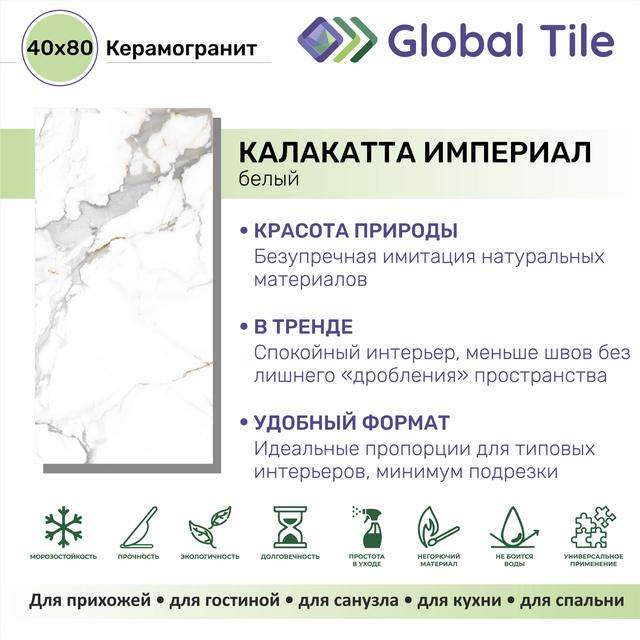 40x80 Керамогранит
Global Tile
КАЛАКАТТА ИМПЕРИАЛ
белый
• КРАСОТА ПРИРОДЫ
Безупречная имитация натуральных
материалов
• В ТРЕНДЕ
Спокойный интерьер, меньше швов без
лишнего «дробления» пространства
• УДОБНЫЙ ФОРМАТ
Идеальные пропорции для типовых
интерьеров, минимум подрезки
МОРОЗОСТОЙКОСТЬ
ПРОЧНОСТЬ
ЭКОЛОГИЧНОСТЬ
ДОЛГОВЕЧНОСТЬ
ПРОСТОТА
В УХОДЕ
НЕГОРЮЧИЙ
МАТЕРИАЛ
НЕ БОИТСЯ
ВОДЫ
УНИВЕРСАЛЬНОЕ
ПРИМЕНЕНИЕ
Для прихожей • для гостиной • для санузла • для кухни • для спальни